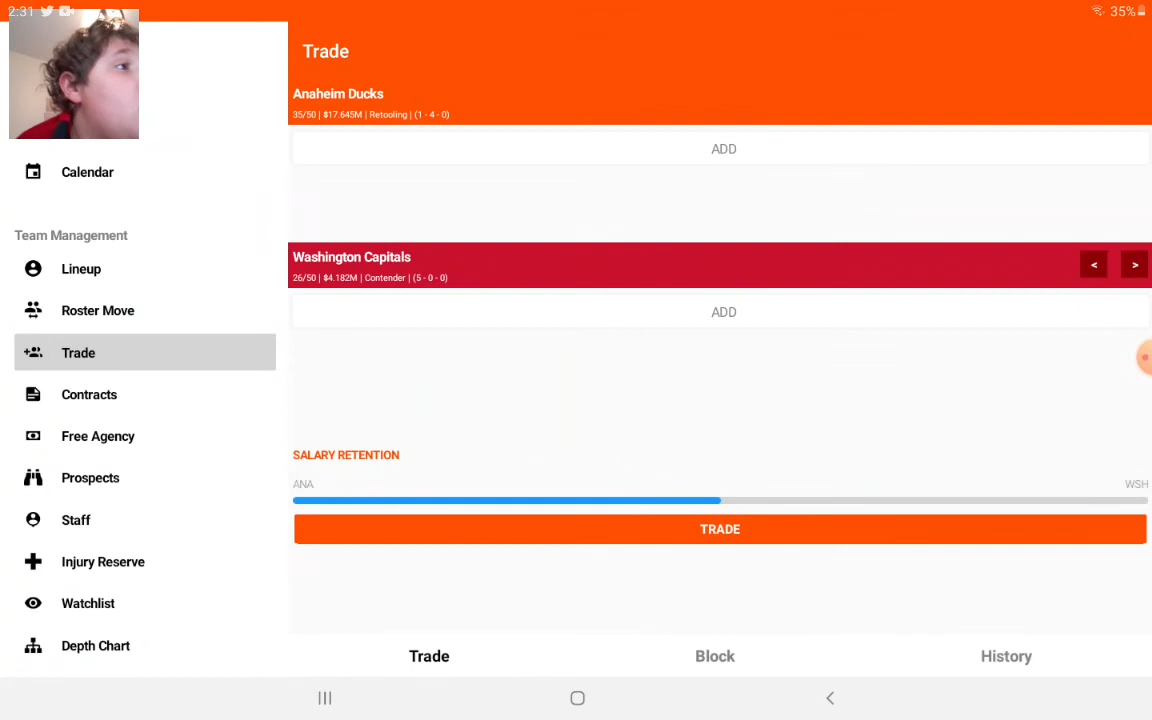 2:31
35%
Trade
Anaheim Ducks
35/50 | $17.645M | Retooling | (1 - 4 - 0)
ADD
Calendar
Team Management
Lineup
Roster Move
Trade
Contracts
Free Agency
Prospects
Staff
Injury Reserve
Watchlist
Depth Chart
Washington Capitals
26/50 | $4.182M | Contender | (5 - 0 - 0)
< >
ADD
SALARY RETENTION
ANA WSH
TRADE
Trade Block History